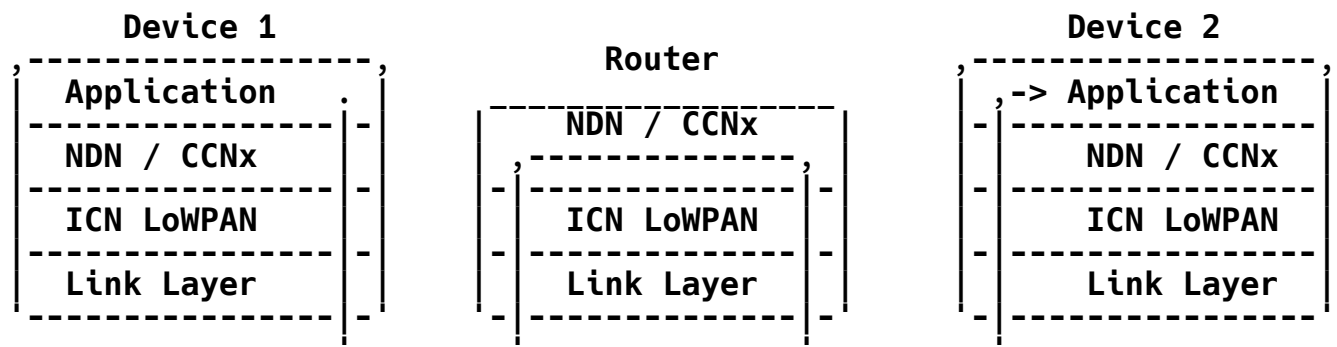 Device 1
Router
Device 2
Application
NDN / CCNx
,-> Application
NDN / CCNx
NDN / CCNx
ICN LoWPAN
ICN LoWPAN
ICN LoWPAN
Link Layer
Link Layer
Link Layer